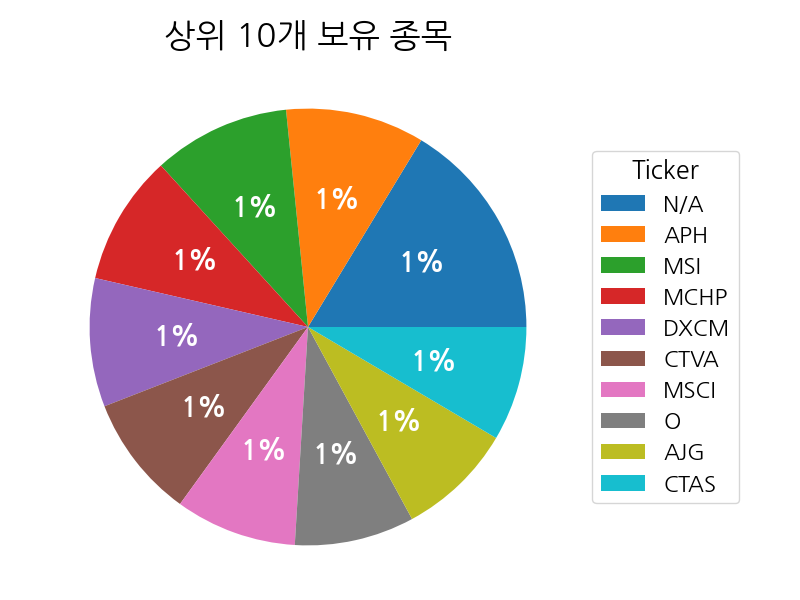 상위 10개 보유 종목
1%
1%
1%
1%
1%
1%
1%
1%
1%
1%
Ticker
N/A
APH
MSI
MCHP
DXCM
CTVA
MSCI
O
AJG
CTAS